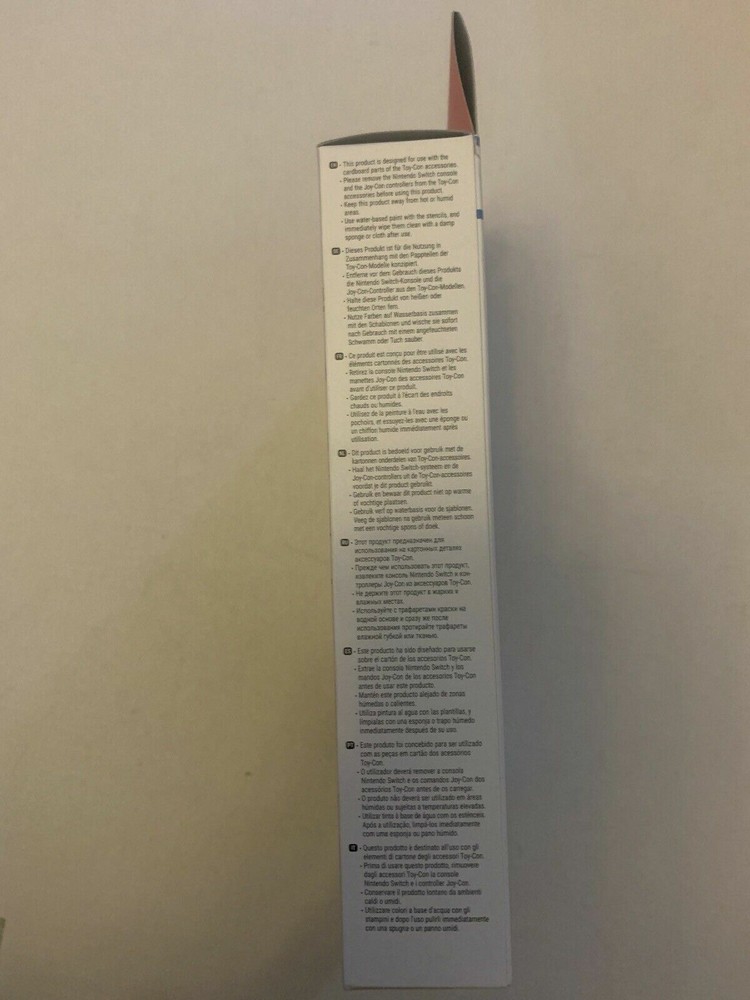 EN - This product is designed for use with the
cardboard parts of the Toy-Con accessories.
- Please remove the Nintendo Switch console
and the Joy-Con controllers from the Toy-Con
accessories before using this product.
- Keep this product away from hot or humid
areas.
- Use water-based paint with the stencils, and
immediately wipe them clean with a damp
sponge or cloth after use.
DE - Dieses Produkt ist für die Nutzung in
Zusammenhang mit den Pappteilen der
Toy-Con-Modelle konzipiert.
- Entferne vor dem Gebrauch dieses Produkts
die Nintendo Switch-Konsole und die
Joy-Con-Controller aus den Toy-Con-Modellen.
- Halte diese Produkt von heißen oder
feuchten Orten fern.
- Nutze Farben auf Wasserbasis zusammen
mit den Schablonen und wische sie sofort
nach Gebrauch mit einem angefeuchteten
Schwamm oder Tuch sauber.
FR - Ce produit est conçu pour être utilisé avec les
éléments cartonnés des accessoires Toy-Con.
- Retirez la console Nintendo Switch et les
manettes Joy-Con des accessoires Toy-Con
avant d'utiliser ce produit.
- Gardez ce produit à l'écart des endroits
chauds ou humides.
- Utilisez de la peinture à l'eau avec les
pochoirs, et essuyez-les avec une éponge ou
un chiffon humide immédiatement après
utilisation.
NL - Dit product is bedoeld voor gebruik met de
kartonnen onderdelen van Toy-Con-accessoires.
- Haal het Nintendo Switch-systeem en de
Joy-Con-controllers uit de Toy-Con-accessoires
voordat je dit product gebruikt.
- Gebruik en bewaar dit product niet op warme
of vochtige plaatsen.
- Gebruik verf op waterbasis voor de sjablonen.
Veeg de sjablonen na gebruik meteen schoon
met een vochtige spons of doek.
RU - Этот продукт предназначен для
использования на картонных деталях
аксессуаров Toy-Con.
- Прежде чем использовать этот продукт,
извлеките консоль Nintendo Switch и кон-
троллеры Joy-Con из аксессуаров Toy-Con.
- Не держите этот продукт в жарких и
влажных местах.
- Используйте с трафаретами краски на
водной основе и сразу же после
использования протирайте трафареты
влажной губкой или тканью.
ES - Este producto ha sido diseñado para usarse
sobre el cartón de los accesorios Toy-Con.
- Extrae la consola Nintendo Switch y los
mandos Joy-Con de los accesorios Toy-Con
antes de usar este producto.
- Mantén este producto alejado de zonas
húmedas o calientes.
- Utiliza pintura al agua con las plantillas, y
límpialas con una esponja o trapo húmedo
inmediatamente después de su uso.
PT - Este produto foi concebido para ser utilizado
com as peças em cartão dos acessórios
Toy-Con.
- O utilizador deverá remover a consola
Nintendo Switch e os comandos Joy-Con dos
acessórios Toy-Con antes de os carregar.
- O produto não deverá ser utilizado em áreas
húmidas ou sujeitas a temperaturas elevadas.
- Utilizar tinta à base de água com os estênceis.
Após a utilização, limpá-los imediatamente
com uma esponja ou pano húmido.
IT - Questo prodotto è destinato all'uso con gli
elementi di cartone degli accessori Toy-Con.
- Prima di usare questo prodotto, rimuovere
dagli accessori Toy-Con la console
Nintendo Switch e i controller Joy-Con.
- Conservare il prodotto lontano da ambienti
caldi o umidi.
- Utilizzare colori a base d'acqua con gli
stampini e dopo l'uso pulirli immediatamente
con una spugna o un panno umidi.